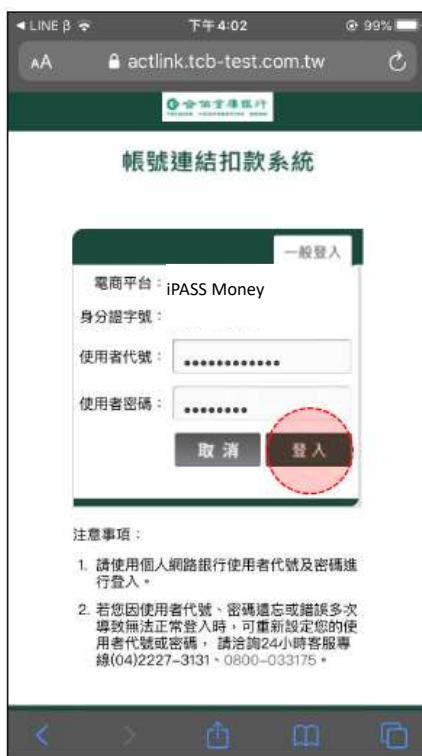 LINE β 下午4:02 99%
AA actlink.tcb-test.com.tw
合作金庫銀行
帳號連結扣款系統
一般登入
電商平台：iPASS Money
身分證字號：
使用者代號：
使用者密碼：
取 消 登 入
注意事項：
1. 請使用個人網路銀行使用者代號及密碼進
行登入。
2. 若您因使用者代號、密碼遺忘或錯誤多次
導致無法正常登入時，可重新設定您的使
用者代號或密碼， 請洽詢24小時客服專
線(04)2227-3131、0800-033175。